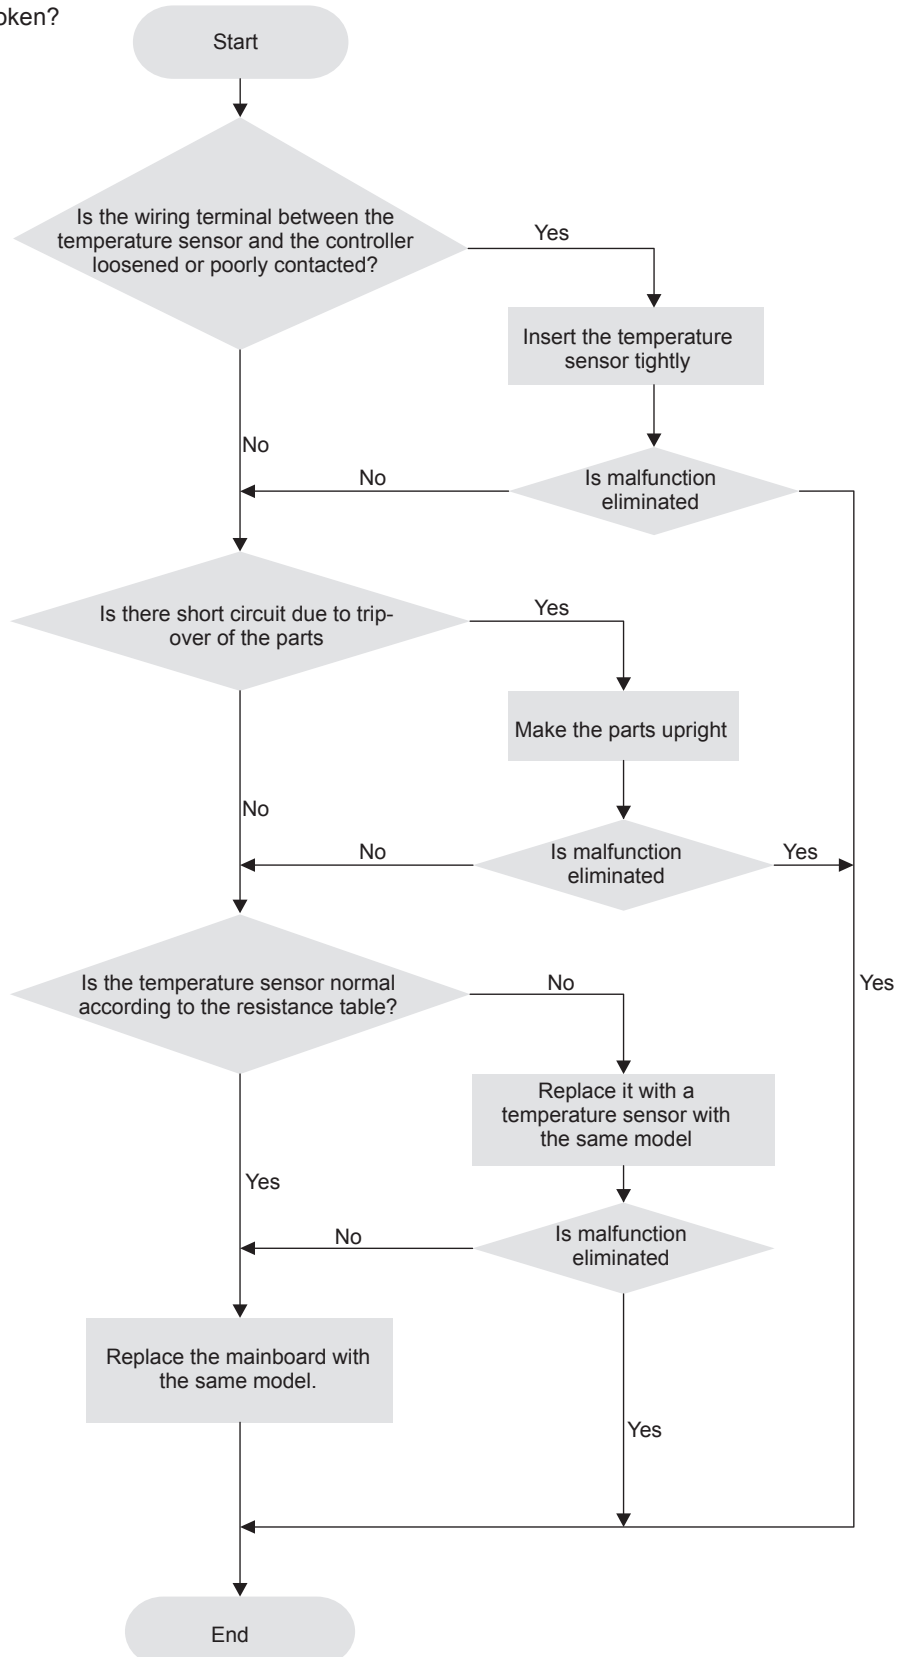 oken?
Start
Is the wiring terminal between the
temperature sensor and the controller
loosened or poorly contacted?
Yes
Insert the temperature
sensor tightly
No
No
Is malfunction
eliminated
Is there short circuit due to trip-
over of the parts
Yes
Make the parts upright
No
No
Is malfunction
eliminated
Yes
Is the temperature sensor normal
according to the resistance table?
No
Yes
Replace it with a
temperature sensor with
the same model
Yes
No
Is malfunction
eliminated
Replace the mainboard with
the same model.
Yes
End